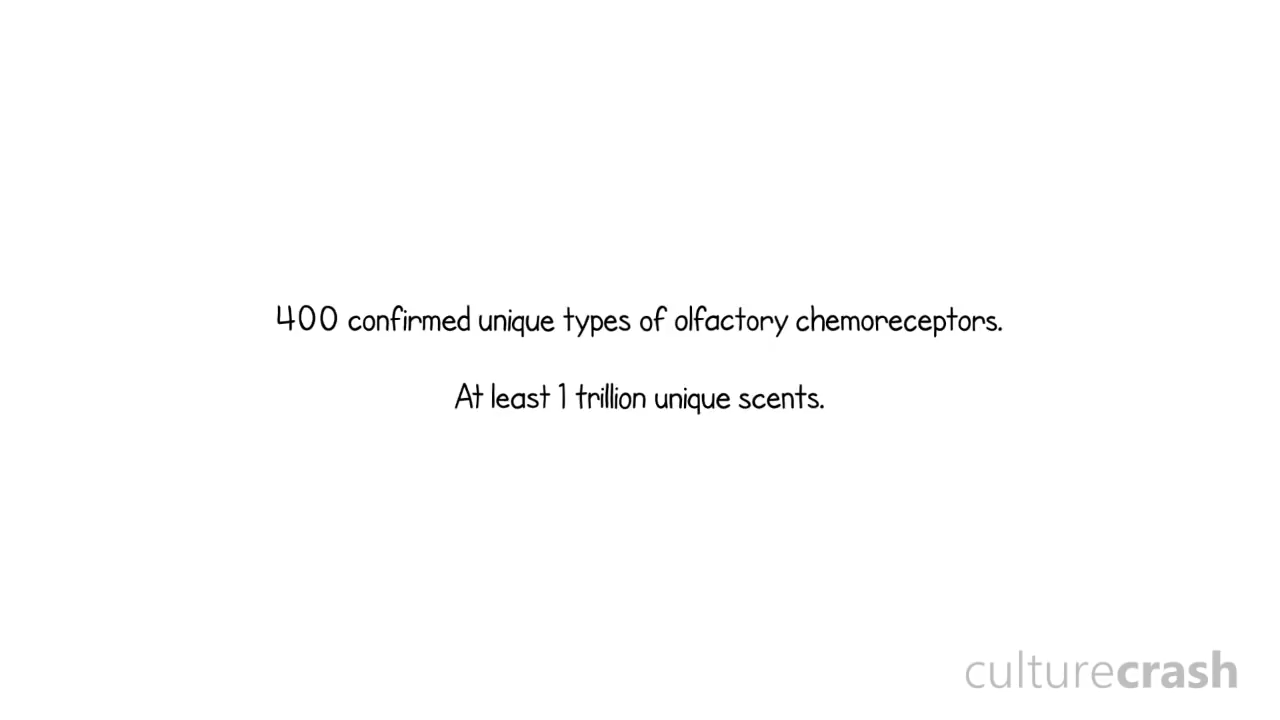 400 confirmed unique types of olfactory chemoreceptors.
At least 1 trillion unique scents.
culturecrash